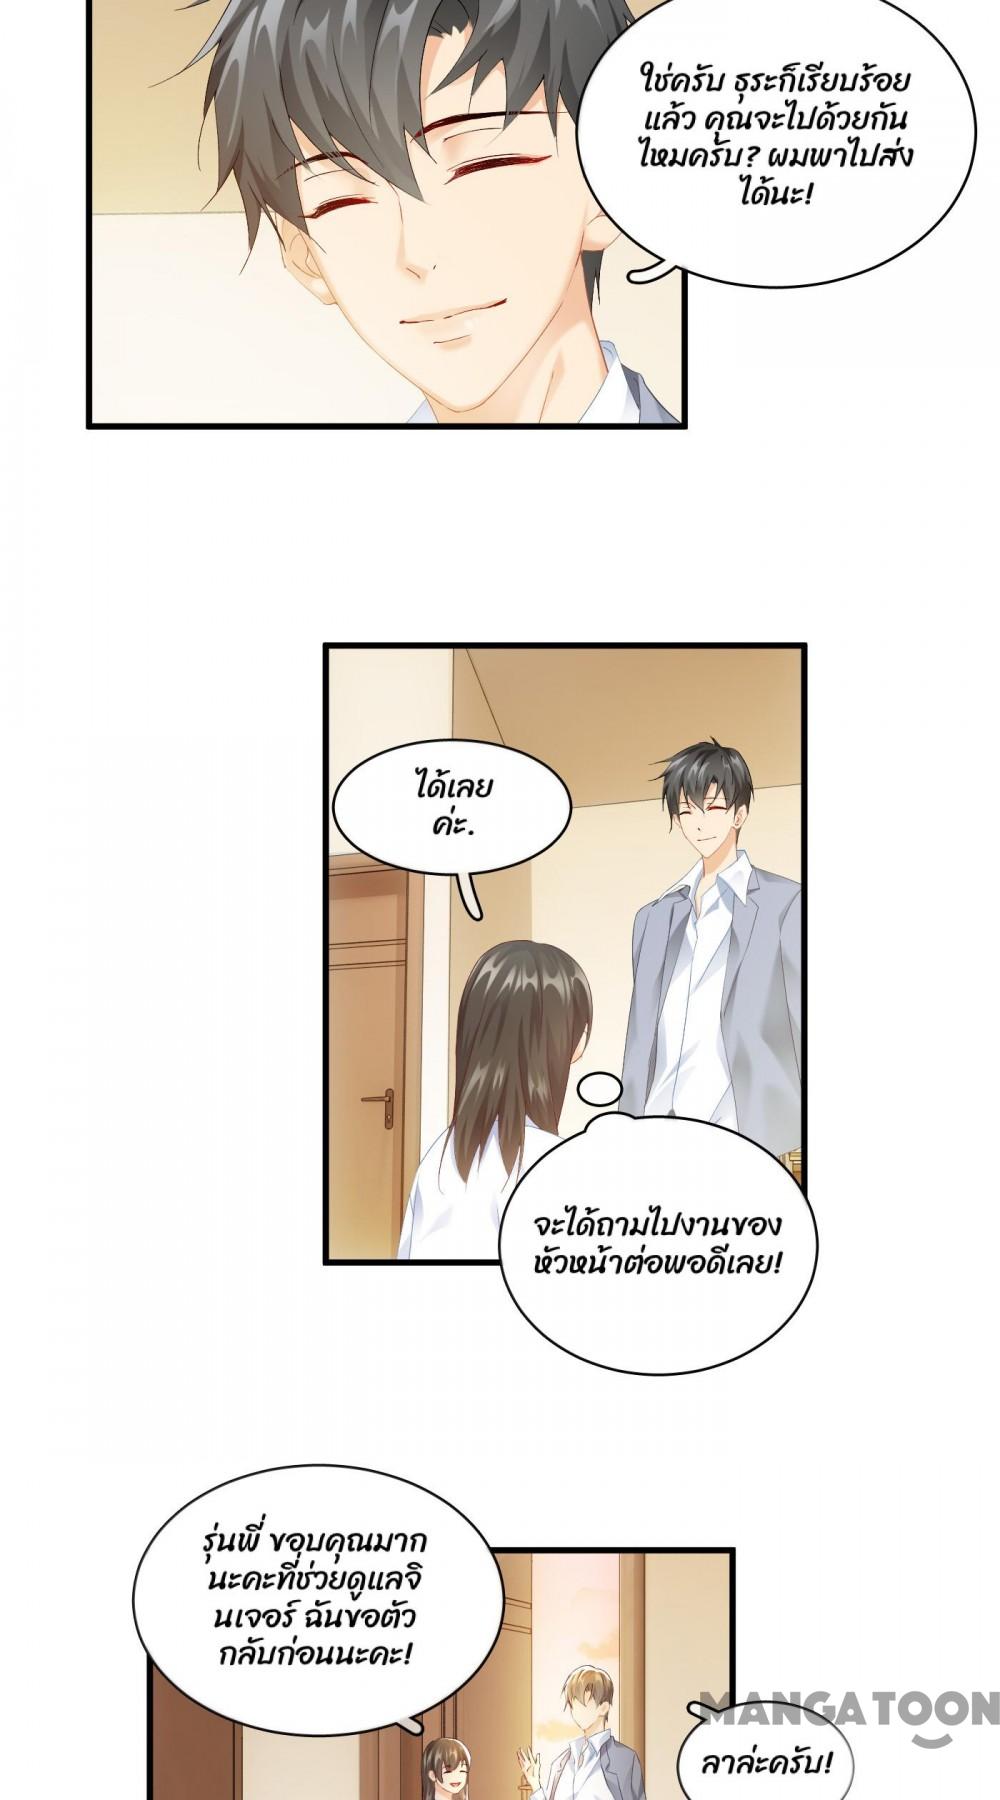 ใช่ครับ ธุระก็เรียบร้อย
แล้ว คุณจะไปด้วยกัน
ไหมครับ? ผมพาไปส่ง
ได้นะ!
ได้เลย
ค่ะ.
จะได้ถามไปงานของ
หัวหน้าต่อพอดีเลย!
รุ่นพี่ ขอบคุณมาก
นะคะที่ช่วยดูแลจิ
นเจอร์ ฉันขอตัว
กลับก่อนนะคะ!
MANGATOON
ลาล่ะครับ!